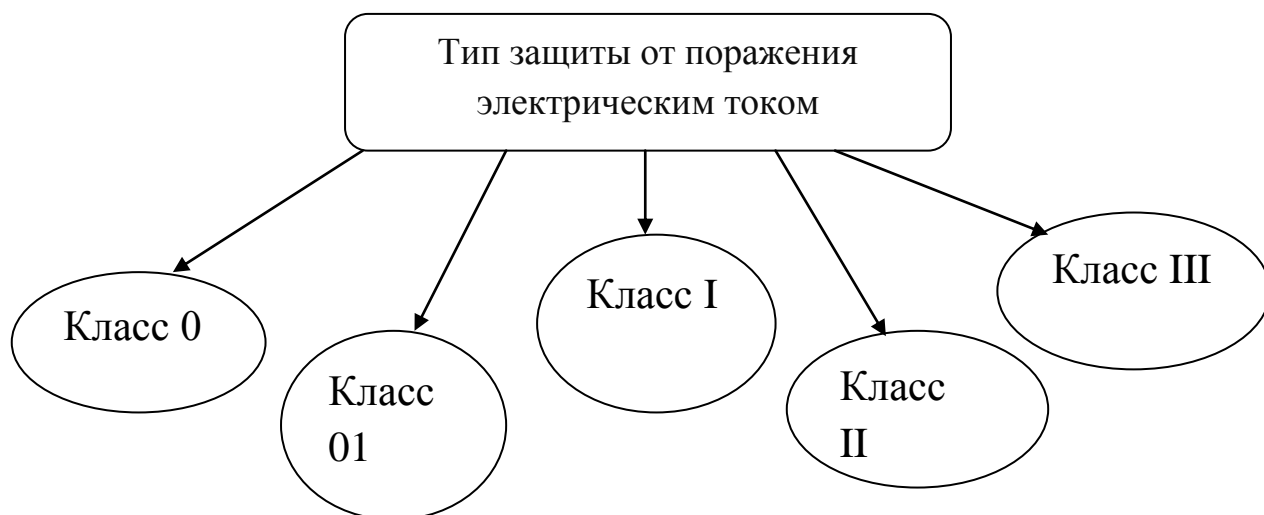 Тип защиты от поражения
электрическим током
Класс 0
Класс
01
Класс I
Класс
II
Класс III